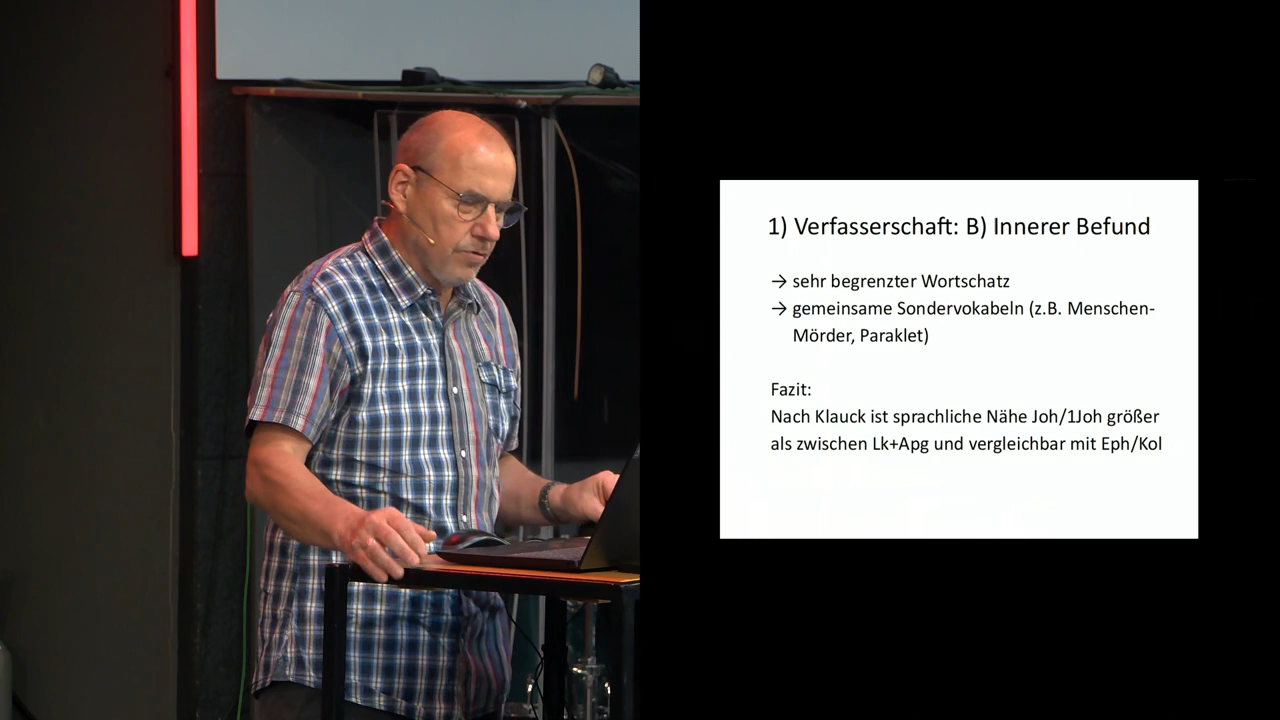 1) Verfasserschaft: B) Innerer Befund
→ sehr begrenzter Wortschatz
→ gemeinsame Sondervokabeln (z.B. Menschen-
Mörder, Paraklet)
Fazit:
Nach Klauck ist sprachliche Nähe Joh/1Joh größer
als zwischen Lk+Apg und vergleichbar mit Eph/Kol